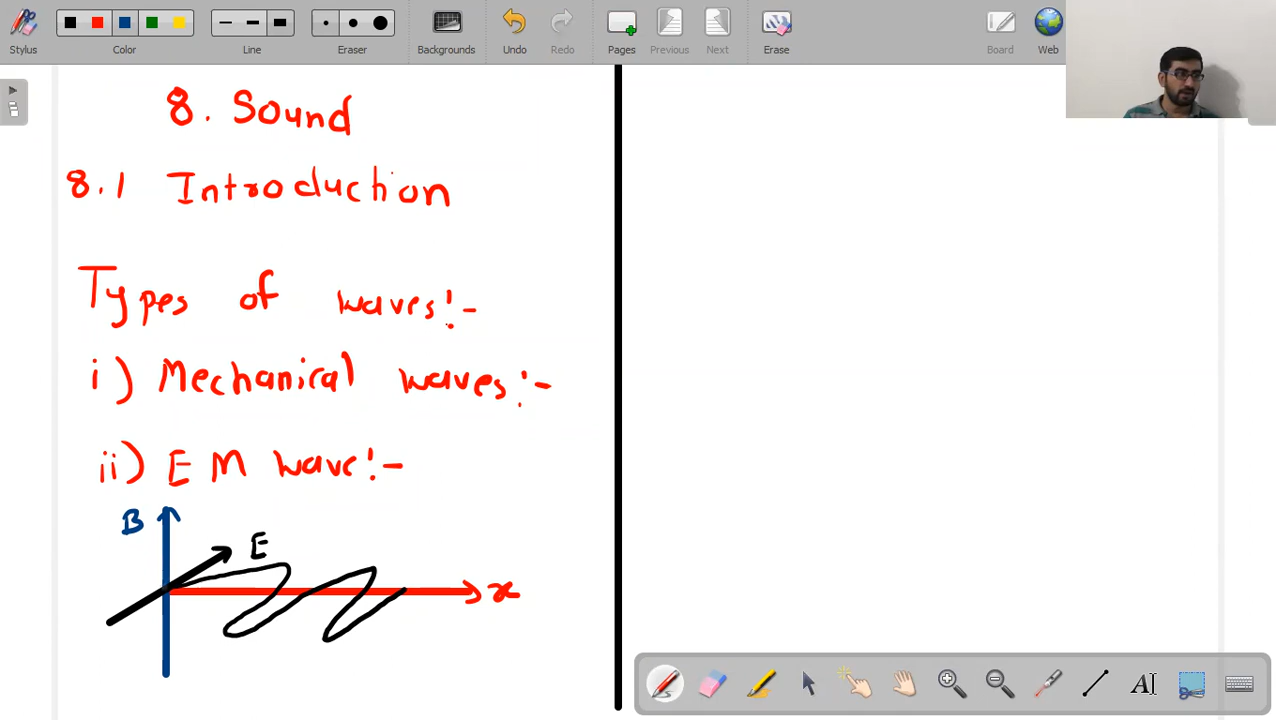 Stylus
Color
Line
Eraser
Backgrounds
Undo
Redo
Pages
Previous
Next
Erase
Board
Web
8. Sound
8.1 Introduction
Types of waves:-
i) Mechanical waves:-
ii) EM wave:-
B
E
x
A